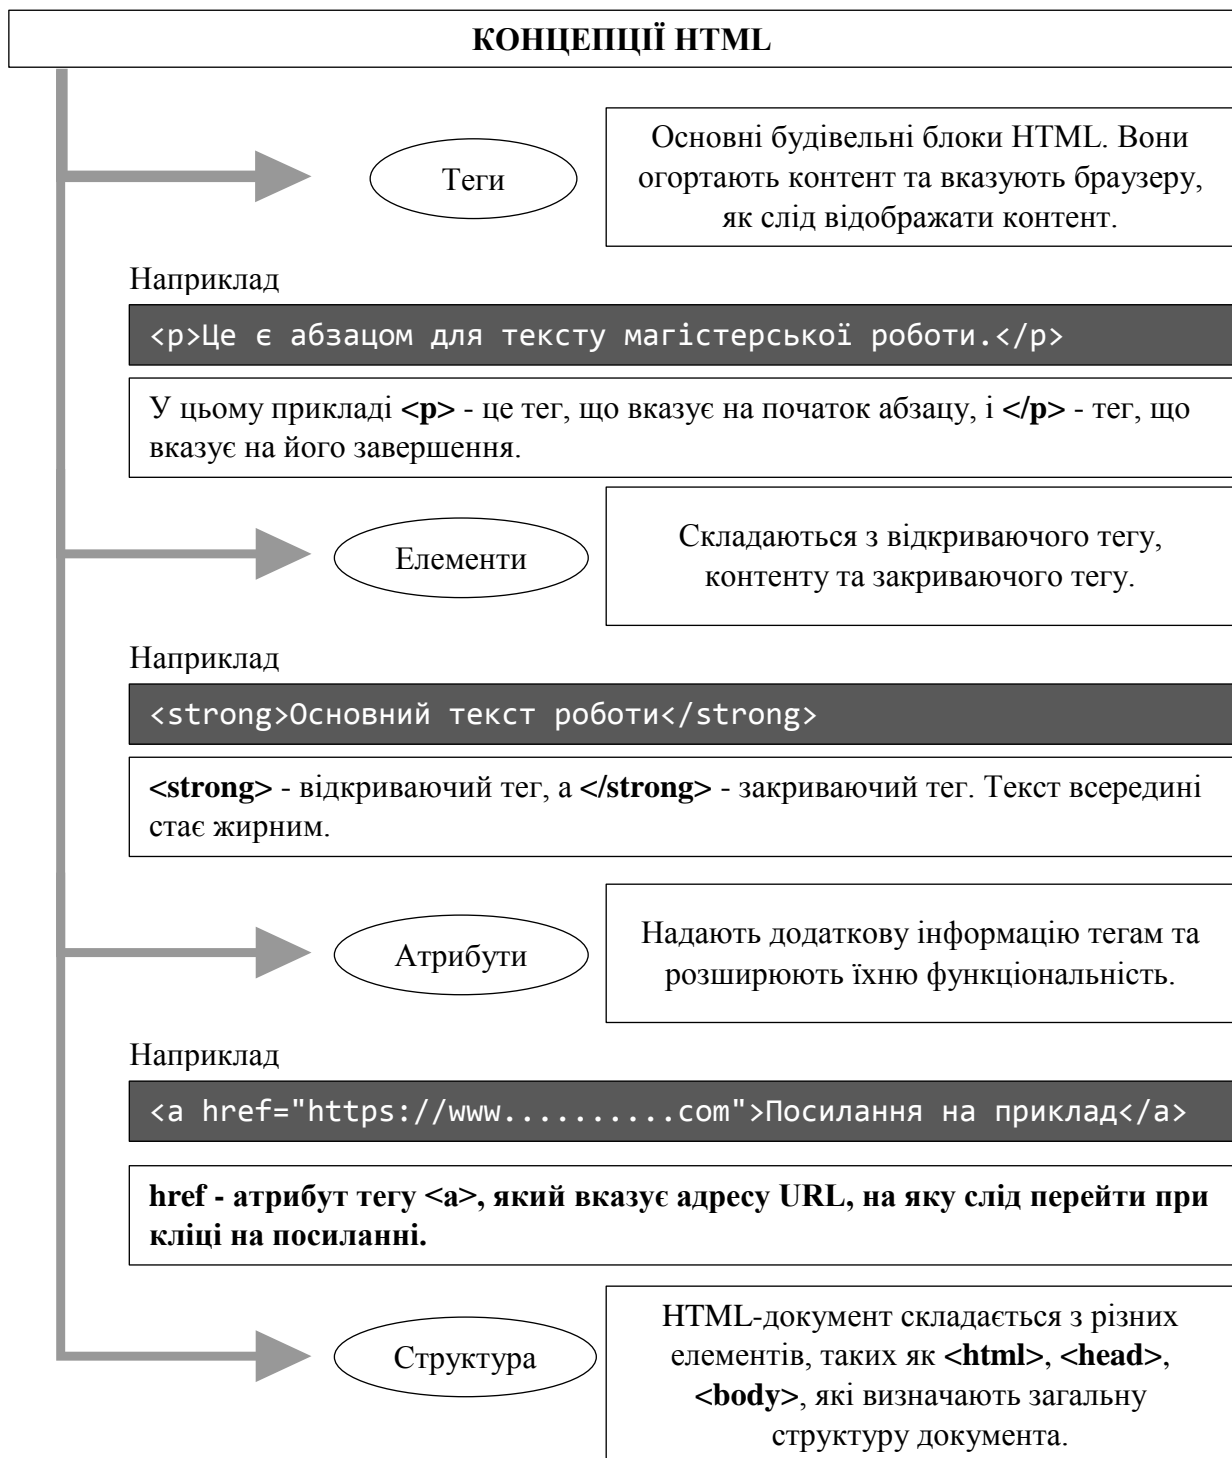 КОНЦЕПЦІЇ HTML
Теги
Основні будівельні блоки HTML. Вони
огортають контент та вказують браузеру,
як слід відображати контент.
Наприклад
<p>Це є абзацом для тексту магістерської роботи.</p>
У цьому прикладі <p> - це тег, що вказує на початок абзацу, і </p> - тег, що
вказує на його завершення.
Елементи
Складаються з відкриваючого тегу,
контенту та закриваючого тегу.
Наприклад
<strong>Основний текст роботи</strong>
<strong> - відкриваючий тег, а </strong> - закриваючий тег. Текст всередині
стає жирним.
Атрибути
Надають додаткову інформацію тегам та
розширюють їхню функціональність.
Наприклад
<a href="https://www..........com">Посилання на приклад</a>
href - атрибут тегу <a>, який вказує адресу URL, на яку слід перейти при
кліці на посиланні.
Структура
HTML-документ складається з різних
елементів, таких як <html>, <head>,
<body>, які визначають загальну
структуру документа.